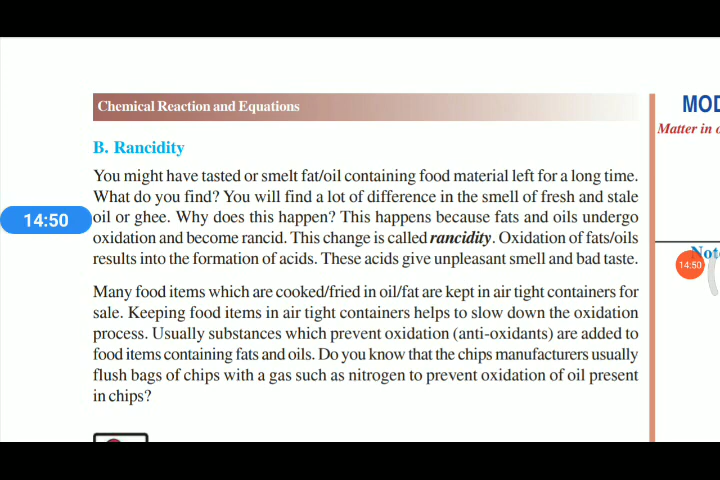 Chemical Reaction and Equations
MOD
Matter in o
B. Rancidity
You might have tasted or smelt fat/oil containing food material left for a long time.
What do you find? You will find a lot of difference in the smell of fresh and stale
14:50
oil or ghee. Why does this happen? This happens because fats and oils undergo
oxidation and become rancid. This change is called rancidity. Oxidation of fats/oils
results into the formation of acids. These acids give unpleasant smell and bad taste.
Note
14:50
Many food items which are cooked/fried in oil/fat are kept in air tight containers for
sale. Keeping food items in air tight containers helps to slow down the oxidation
process. Usually substances which prevent oxidation (anti-oxidants) are added to
food items containing fats and oils. Do you know that the chips manufacturers usually
flush bags of chips with a gas such as nitrogen to prevent oxidation of oil present
in chips?